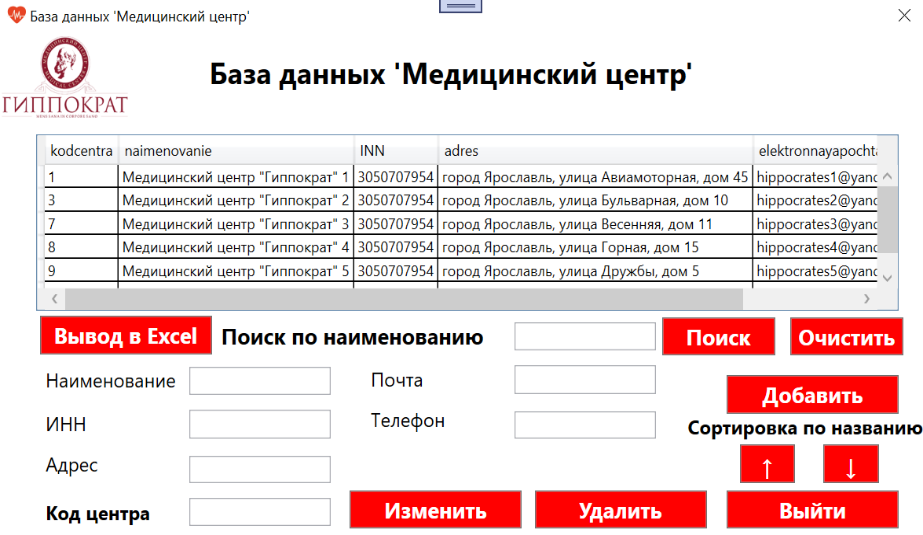 База данных 'Медицинский центр'
ГИППОКРАТ
База данных 'Медицинский центр'
kodcentra naimenovanie INN adres elektronnayapochta
1 Медицинский центр "Гиппократ" 1 3050707954 город Ярославль, улица Авиамоторная, дом 45 hippocrates1@yand
3 Медицинский центр "Гиппократ" 2 3050707954 город Ярославль, улица Бульварная, дом 10 hippocrates2@yand
7 Медицинский центр "Гиппократ" 3 3050707954 город Ярославль, улица Весенняя, дом 11 hippocrates3@yand
8 Медицинский центр "Гиппократ" 4 3050707954 город Ярославль, улица Горная, дом 15 hippocrates4@yand
9 Медицинский центр "Гиппократ" 5 3050707954 город Ярославль, улица Дружбы, дом 5 hippocrates5@yand
Вывод в Excel Поиск по наименованию Поиск Очистить
Наименование Почта Добавить
ИНН Телефон Сортировка по названию
Адрес ↑ ↓
Код центра Изменить Удалить Выйти